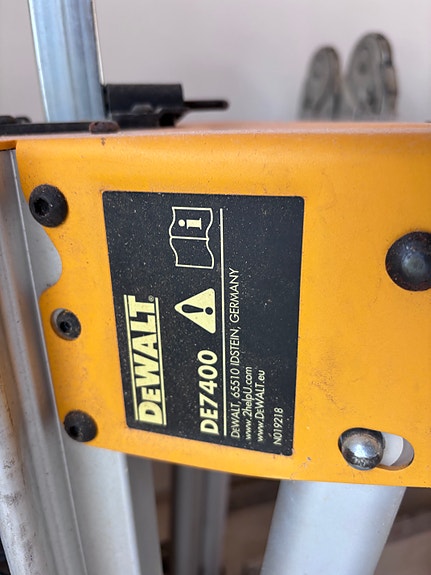 DEWALT®
DE7400
DEWALT, 65510 IDSTEIN, GERMANY
www.2helpU.com
www.DEWALT.eu
N019218